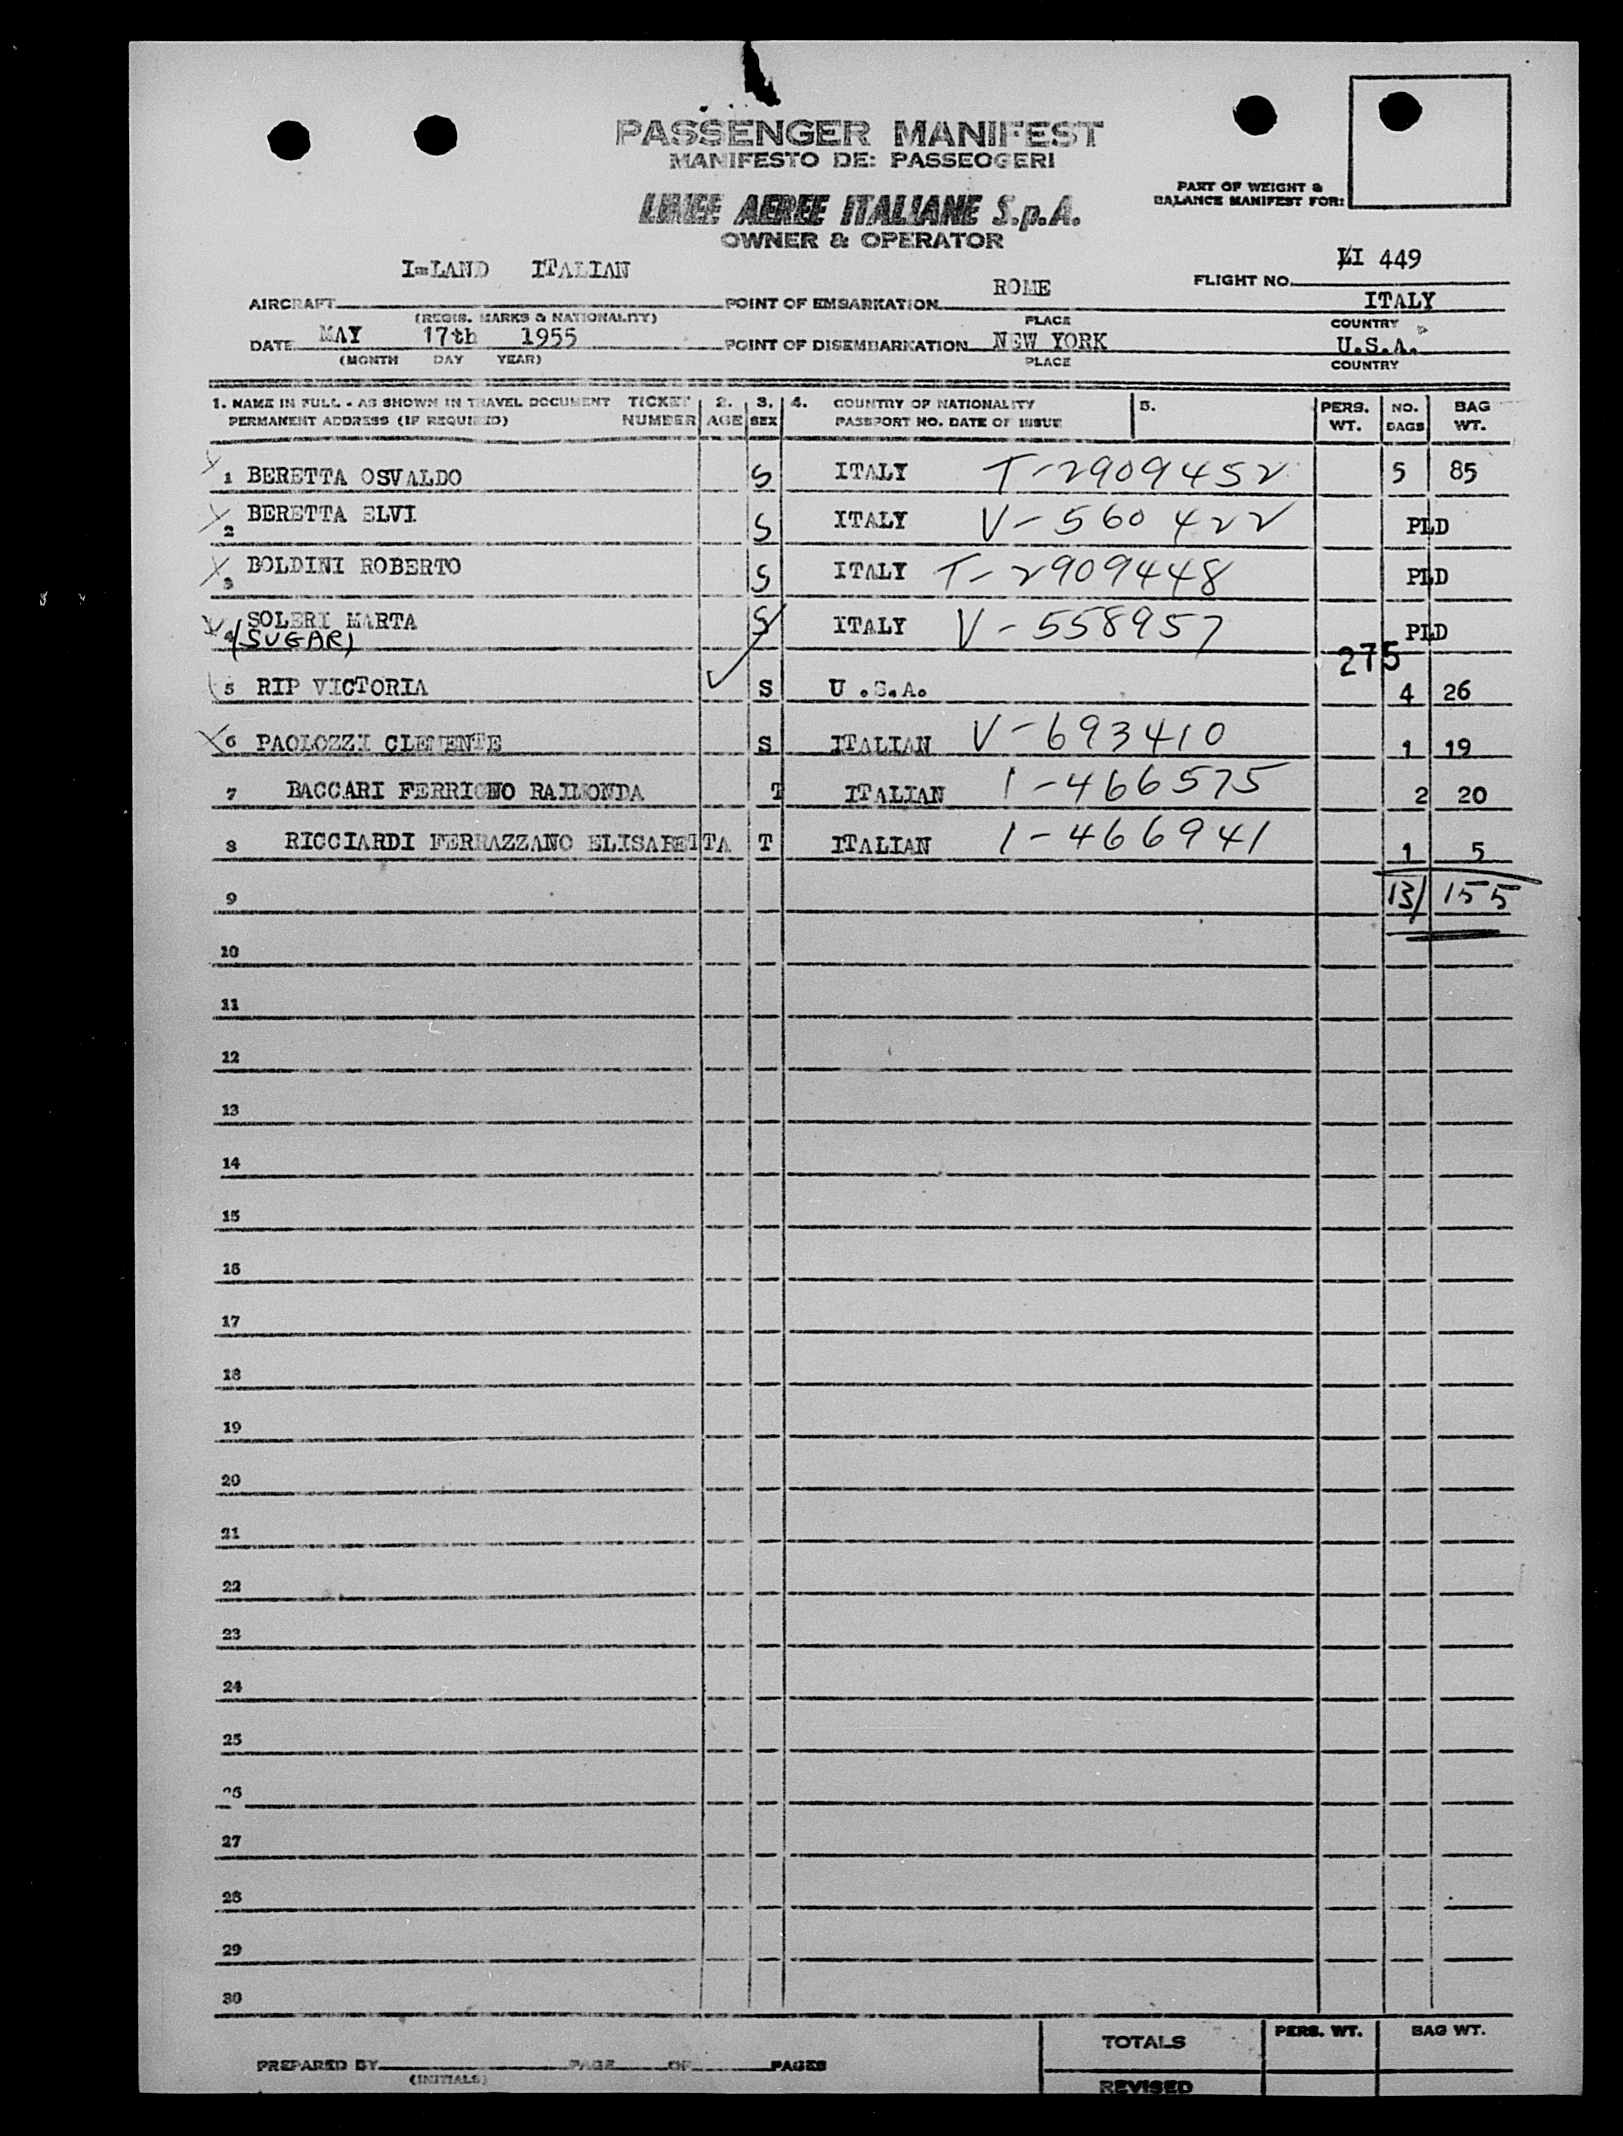 PASSENGER MANIFEST
MANIFESTO DE: PASSEOGERI
LINEE AEREE ITALIANE S.p.A.
OWNER & OPERATOR
PART OF WEIGHT &
BALANCE MANIFEST FOR:
I-LAND ITALIAN
LI 449
AIRCRAFT POINT OF EMBARKATION ROME FLIGHT NO.
ITALY
(REGIS. MARKS & NATIONALITY) PLACE COUNTRY
DATE MAY 17th 1955 POINT OF DISEMBARKATION NEW YORK U.S.A.
(MONTH DAY YEAR) PLACE COUNTRY
1. NAME IN FULL - AS SHOWN IN TRAVEL DOCUMENT TICKET 2. 3. 4. COUNTRY OF NATIONALITY 5. PERS. NO. BAG
PERMANENT ADDRESS (IF REQUIRED) NUMBER AGE SEX PASSPORT NO. DATE OF ISSUE WT. BAGS WT.
1 BERETTA OSVALDO S ITALY T-2909452 5 85
2 BERETTA ELVI S ITALY V-560422 PLD
3 BOLDINI ROBERTO S ITALY T-2909448 PLD
4 SOLERI MARTA S ITALY V-558957 PLD
(SUGAR)
275
5 RIP VICTORIA S U.S.A. 4 26
6 PAOLOZZI CLEMENTE S ITALIAN V-693410 1 19
7 BACCARI FERRIGNO RAIMONDA T ITALIAN 1-466575 2 20
8 RICCIARDI FERRAZZANO ELISABETTA T ITALIAN 1-466941 1 5
9 13/ 155
10
11
12
13
14
15
16
17
18
19
20
21
22
23
24
25
26
27
28
29
30
TOTALS PERS. WT. BAG WT.
PREPARED BY PAGE OF PAGES
(INITIALS)
REVISED